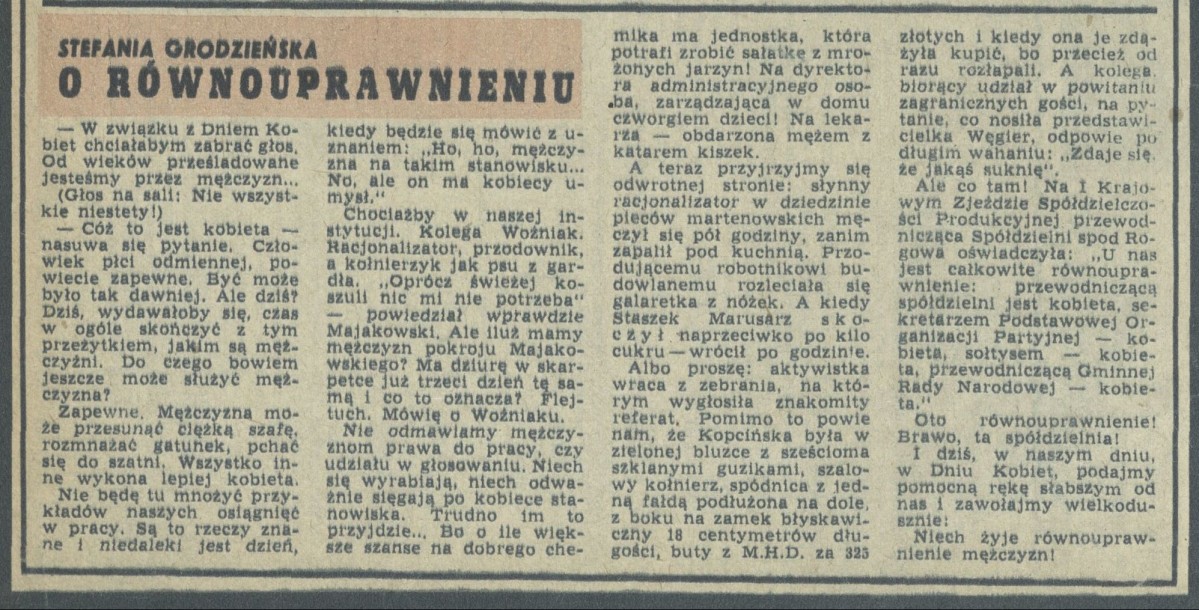 STEFANIA GRODZIEŃSKA
O RÓWNOUPRAWNIENIU
— W związku z Dniem Ko-
biet chciałabym zabrać głos.
Od wieków prześladowane
jesteśmy przez mężczyzn...
(Głos na sali: Nie wszyst-
kie niestety!)
— Cóż to jest kobieta —
nasuwa się pytanie. Czło-
wiek płci odmiennej, po-
wiecie zapewne. Być może
było tak dawniej. Ale dziś?
Dziś, wydawałoby się, czas
w ogóle skończyć z tym
przeżytkiem, jakim są męż-
czyźni. Do czego bowiem
jeszcze może służyć męż-
czyzna?
Zapewne. Mężczyzna mo-
że przesunąć ciężką szafę,
rozmnażać gatunek, pchać
się do szatni. Wszystko in-
ne wykona lepiej kobieta.
Nie będę tu mnożyć przy-
kładów naszych osiągnięć
w pracy. Są to rzeczy zna-
ne i niedaleki jest dzień,
kiedy będzie się mówić z u-
znaniem: „Ho, ho, mężczy-
zna na takim stanowisku...
No, ale on ma kobiecy u-
mysł.“
Chociażby w naszej in-
stytucji. Kolega Woźniak.
Racjonalizator, przodownik,
a kołnierzyk jak psu z gar-
dła. „Oprócz świeżej ko-
szuli nic mi nie potrzeba“
— powiedział wprawdzie
Majakowski. Ale iluż mamy
mężczyzn pokroju Majako-
wskiego? Ma dziurę w skar-
petce już trzeci dzień tę sa-
mą i co to oznacza? Flej-
tuch. Mówię o Woźniaku.
Nie odmawiamy mężczy-
znom prawa do pracy, czy
udziału w głosowaniu. Niech
się wyrabiają, niech odwa-
żnie sięgają po kobiece sta-
nowiska. Trudno im to
przyjdzie... Bo o ile więk-
sze szanse na dobrego che-
mika ma jednostka, która
potrafi zrobić sałatkę z mro-
żonych jarzyn! Na dyrekto-
ra administracyjnego oso-
ba, zarządzająca w domu
czworgiem dzieci! Na leka-
rza — obdarzona mężem z
katarem kiszek.
A teraz przyjrzyjmy się
odwrotnej stronie: słynny
racjonalizator w dziedzinie
pieców martenowskich mę-
czył się pół godziny, zanim
zapalił pod kuchnią. Przo-
dującemu robotnikowi bu-
dowlanemu rozleciała się
galaretka z nóżek. A kiedy
Staszek Marusarz sko-
czył naprzeciwko po kilo
cukru — wrócił po godzinie.
Albo proszę: aktywistka
wraca z zebrania, na któ-
rym wygłosiła znakomity
referat. Pomimo to powie
nam, że Kopcińska była w
zielonej bluzce z sześcioma
szklanymi guzikami, szalo-
wy kołnierz, spódnica z jed-
ną fałdą podłużona na dole,
z boku na zamek błyskawi-
czny 18 centymetrów dłu-
gości, buty z M.H.D. za 325
złotych i kiedy ona je zdą-
żyła kupić, bo przecież od
razu rozłapali. A kolega
biorący udział w powitaniu
zagranicznych gości, na py-
tanie, co nosiła przedstawi-
cielka Węgier, odpowie po
długim wahaniu: „Zdaje się
że jakąś suknię“.
Ale co tam! Na I Krajo-
wym Zjeździe Spółdzielczo-
ści Produkcyjnej przewod-
nicząca Spółdzielni spod Ro-
gowa oświadczyła: „U nas
jest całkowite równoupra-
wnienie: przewodniczącą
spółdzielni jest kobieta, se-
kretarzem Podstawowej Or-
ganizacji Partyjnej — ko-
bieta, sołtysem — kobie-
ta, przewodniczącą Gminnej
Rady Narodowej — kobie-
ta.“
Oto równouprawnienie!
Brawo, ta spółdzielnia!
I dziś, w naszym dniu,
w Dniu Kobiet, podajmy
pomocną rękę słabszym od
nas i zawołajmy wielkodu-
sznie:
Niech żyje równoupraw-
nienie mężczyzn!